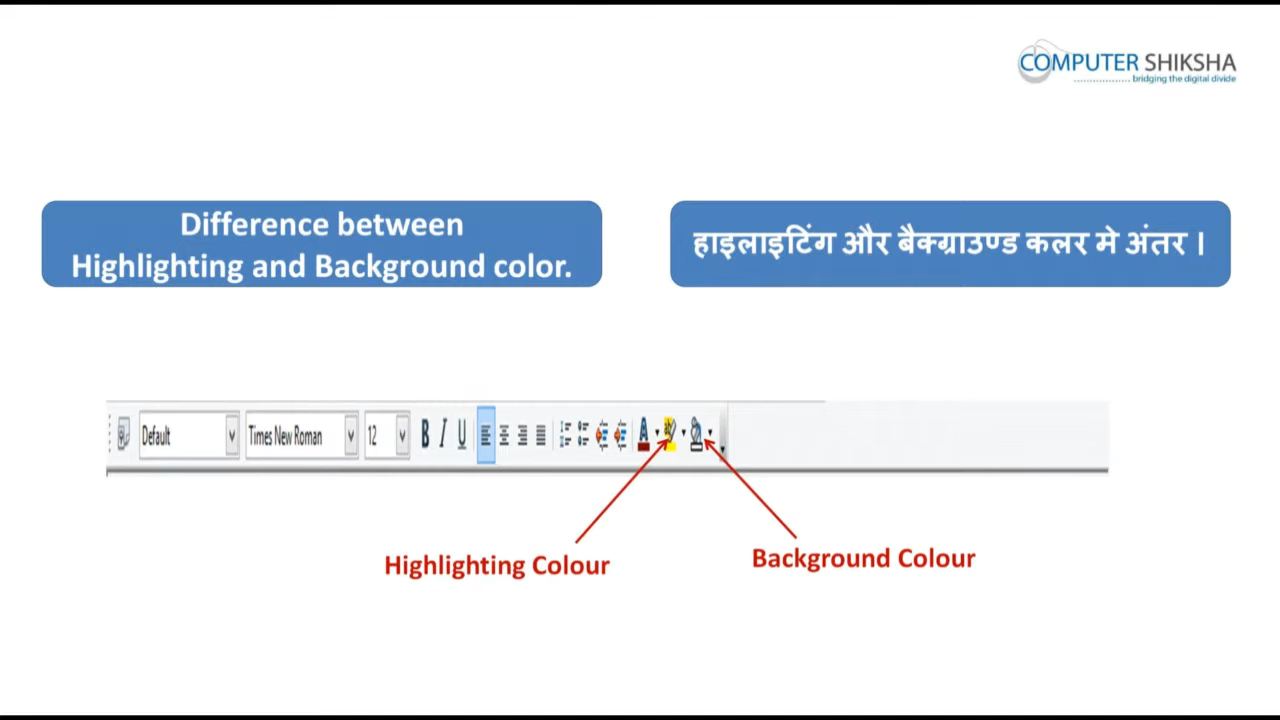 COMPUTER SHIKSHA
bridging the digital divide
Difference between
Highlighting and Background color.
हाइलाइटिंग और बैकग्राउण्ड कलर मे अंतर ।
Default Times New Roman 12 B I U A
Highlighting Colour
Background Colour